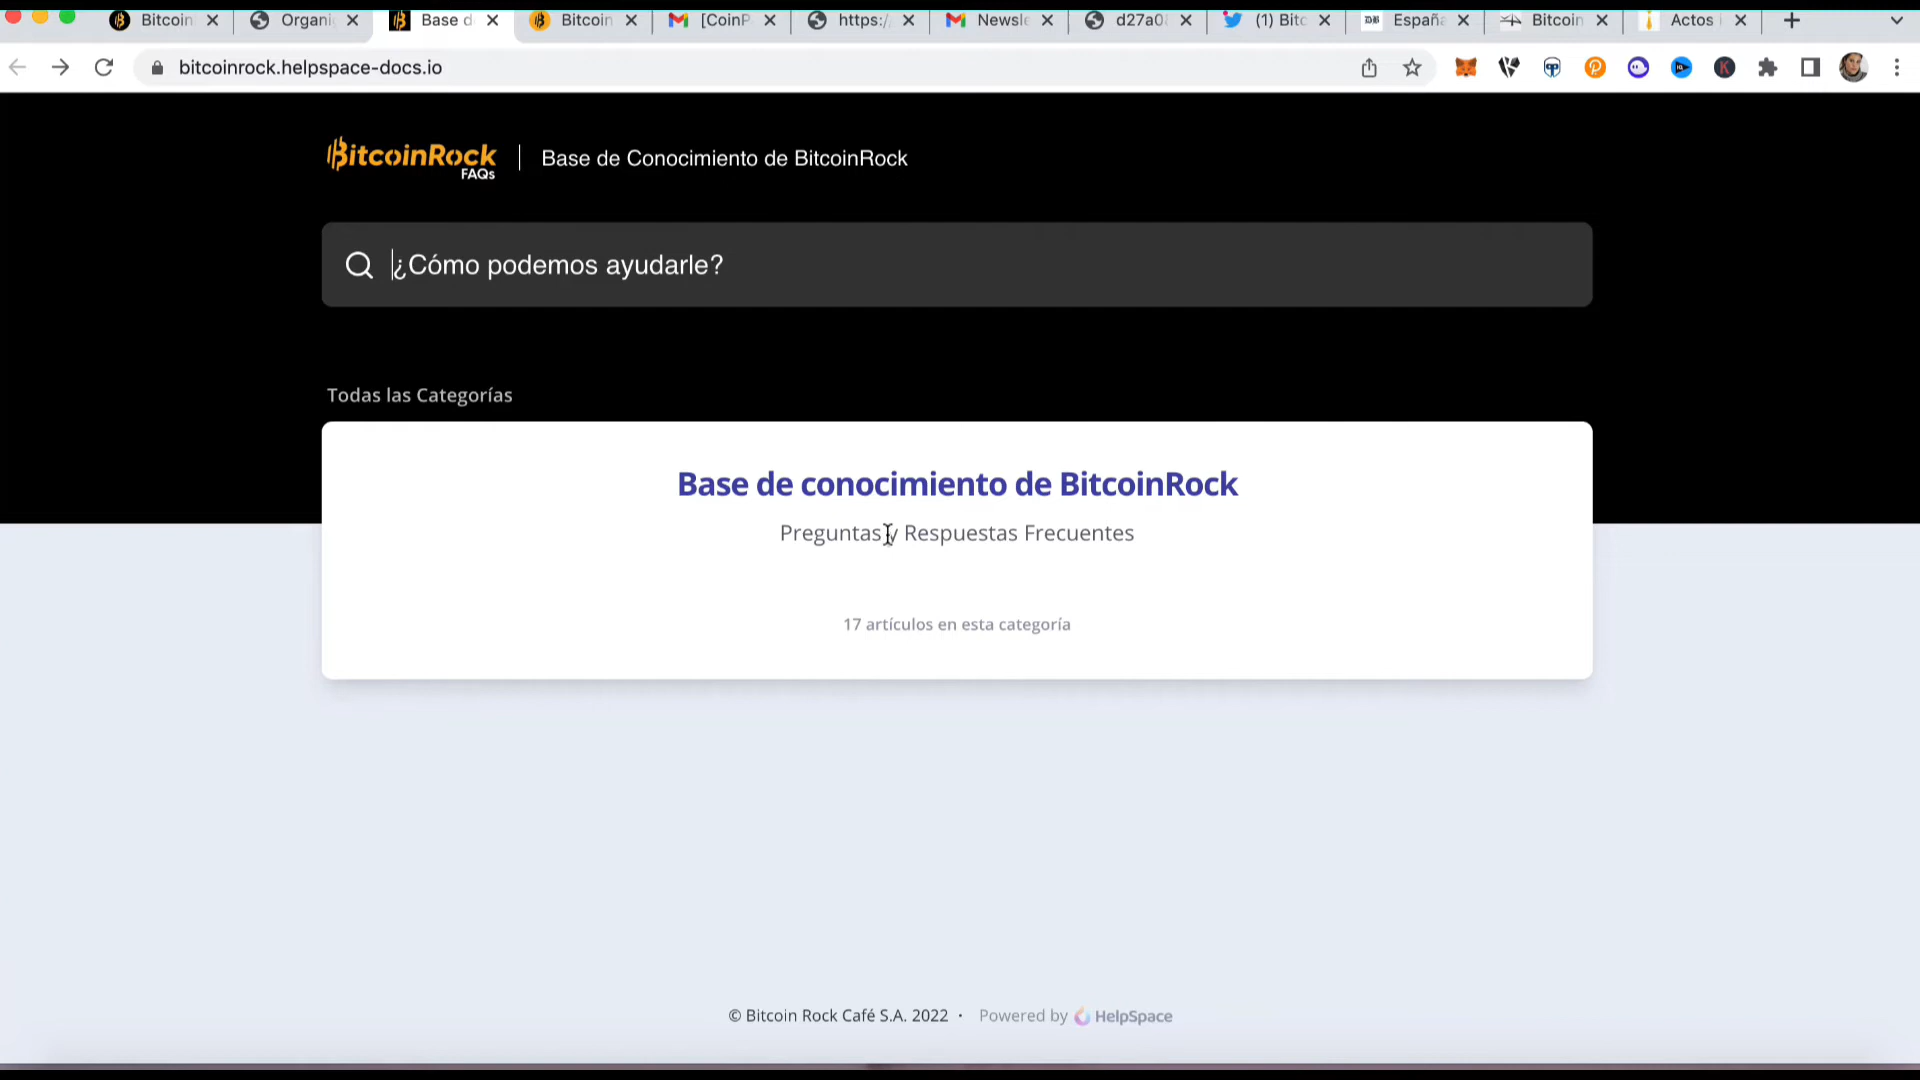 Bitcoin
Organi
Base d
Bitcoin
[CoinP
https:/
Newsle
d27a0
(1) Bitc
DB
España
Bitcoin
Actos
bitcoinrock.helpspace-docs.io
BitcoinRock
FAQs
Base de Conocimiento de BitcoinRock
¿Cómo podemos ayudarle?
Todas las Categorías
Base de conocimiento de BitcoinRock
Preguntas y Respuestas Frecuentes
17 artículos en esta categoría
© Bitcoin Rock Café S.A. 2022 · Powered by HelpSpace